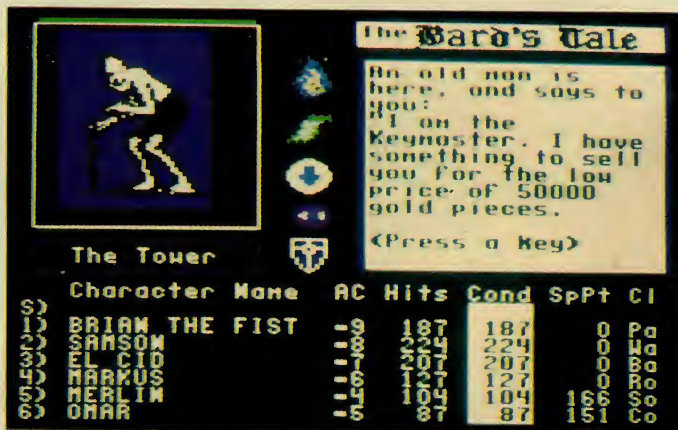 The Bard's Tale
An old man is
here, and says to
you:
"I am the
Keymaster. I have
something to sell
you for the low
price of 50000
gold pieces.
<Press a Key>
The Tower
Character Name AC Hits Cond SpPt Cl
S)
1) BRIAN THE FIST -9 187 187 0 Pa
2) SAMSON -8 224 224 0 Wa
3) EL CID -7 207 207 0 Ba
4) MARKUS -6 127 127 0 Ro
5) MERLIN -4 104 104 166 So
6) OMAR -5 87 87 151 Co